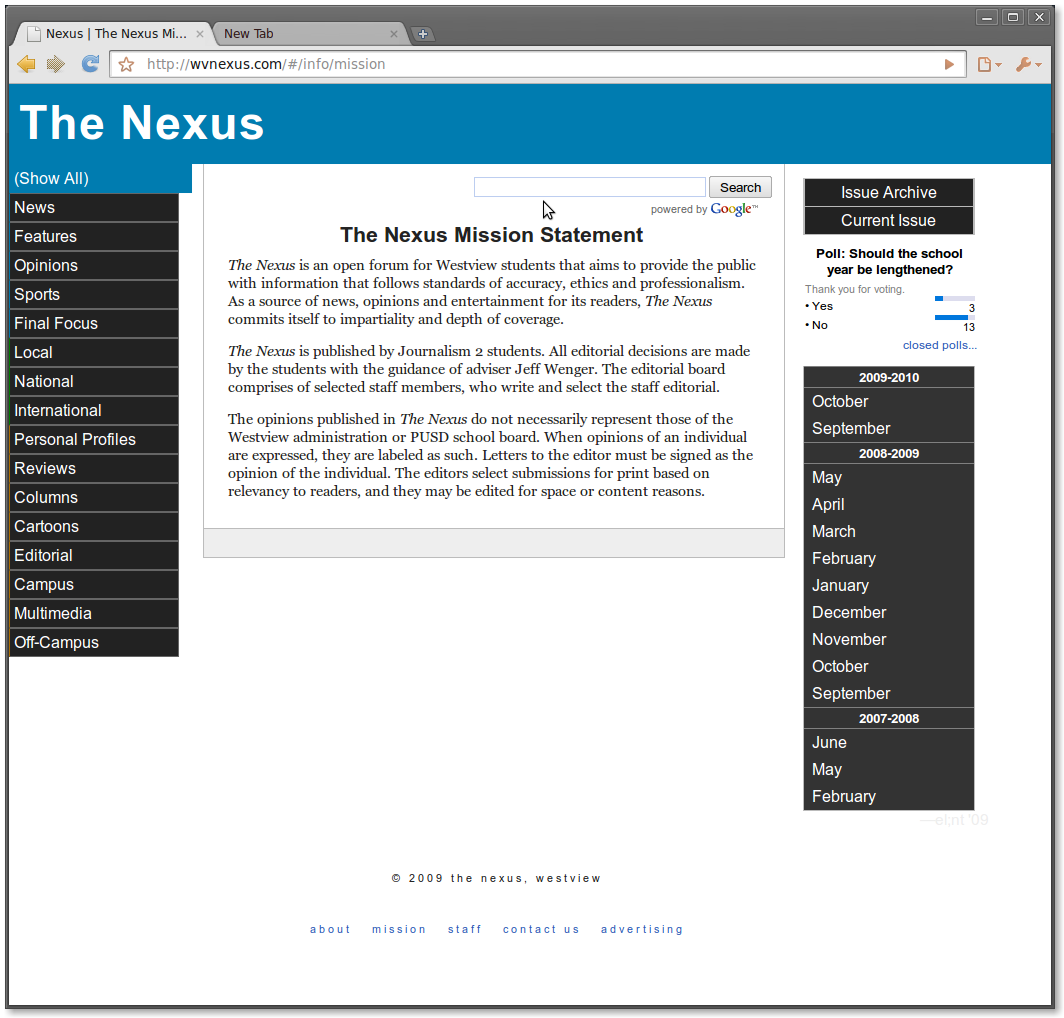 Nexus | The Nexus Mi...
New Tab
http://wvnexus.com/#/info/mission
The Nexus
(Show All)
News
Features
Opinions
Sports
Final Focus
Local
National
International
Personal Profiles
Reviews
Columns
Cartoons
Editorial
Campus
Multimedia
Off-Campus
Search
powered by Google™
The Nexus Mission Statement
The Nexus is an open forum for Westview students that aims to provide the public
with information that follows standards of accuracy, ethics and professionalism.
As a source of news, opinions and entertainment for its readers, The Nexus
commits itself to impartiality and depth of coverage.
The Nexus is published by Journalism 2 students. All editorial decisions are made
by the students with the guidance of adviser Jeff Wenger. The editorial board
comprises of selected staff members, who write and select the staff editorial.
The opinions published in The Nexus do not necessarily represent those of the
Westview administration or PUSD school board. When opinions of an individual
are expressed, they are labeled as such. Letters to the editor must be signed as the
opinion of the individual. The editors select submissions for print based on
relevancy to readers, and they may be edited for space or content reasons.
Issue Archive
Current Issue
Poll: Should the school
year be lengthened?
Thank you for voting.
• Yes
3
• No
13
closed polls...
2009-2010
October
September
2008-2009
May
April
March
February
January
December
November
October
September
2007-2008
June
May
February
—el;nt '09
© 2009 the nexus, westview
about mission staff contact us advertising